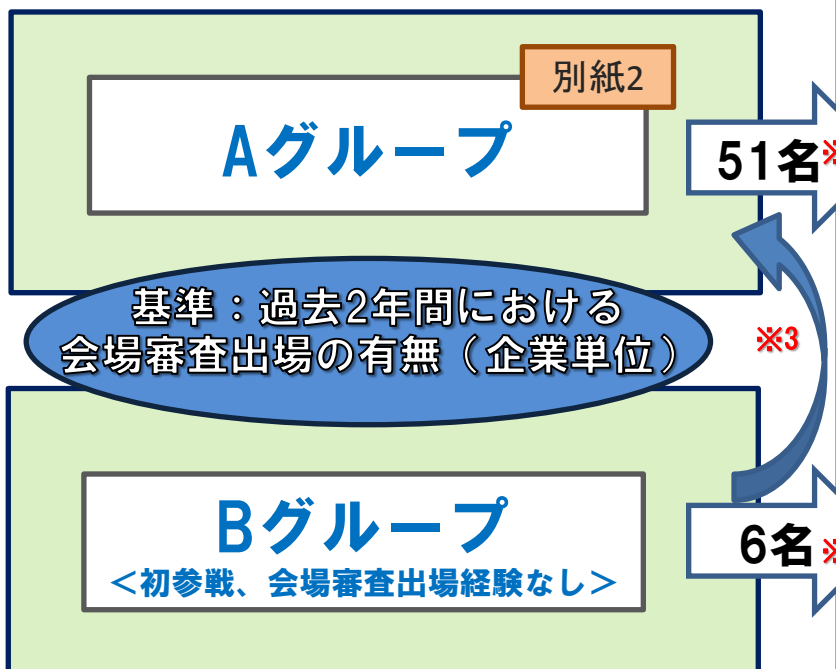 別紙2
Aグループ
51名※
基準：過去2年間における
会場審査出場の有無（企業単位）
※3
Bグループ
＜初参戦、会場審査出場経験なし＞
6名※